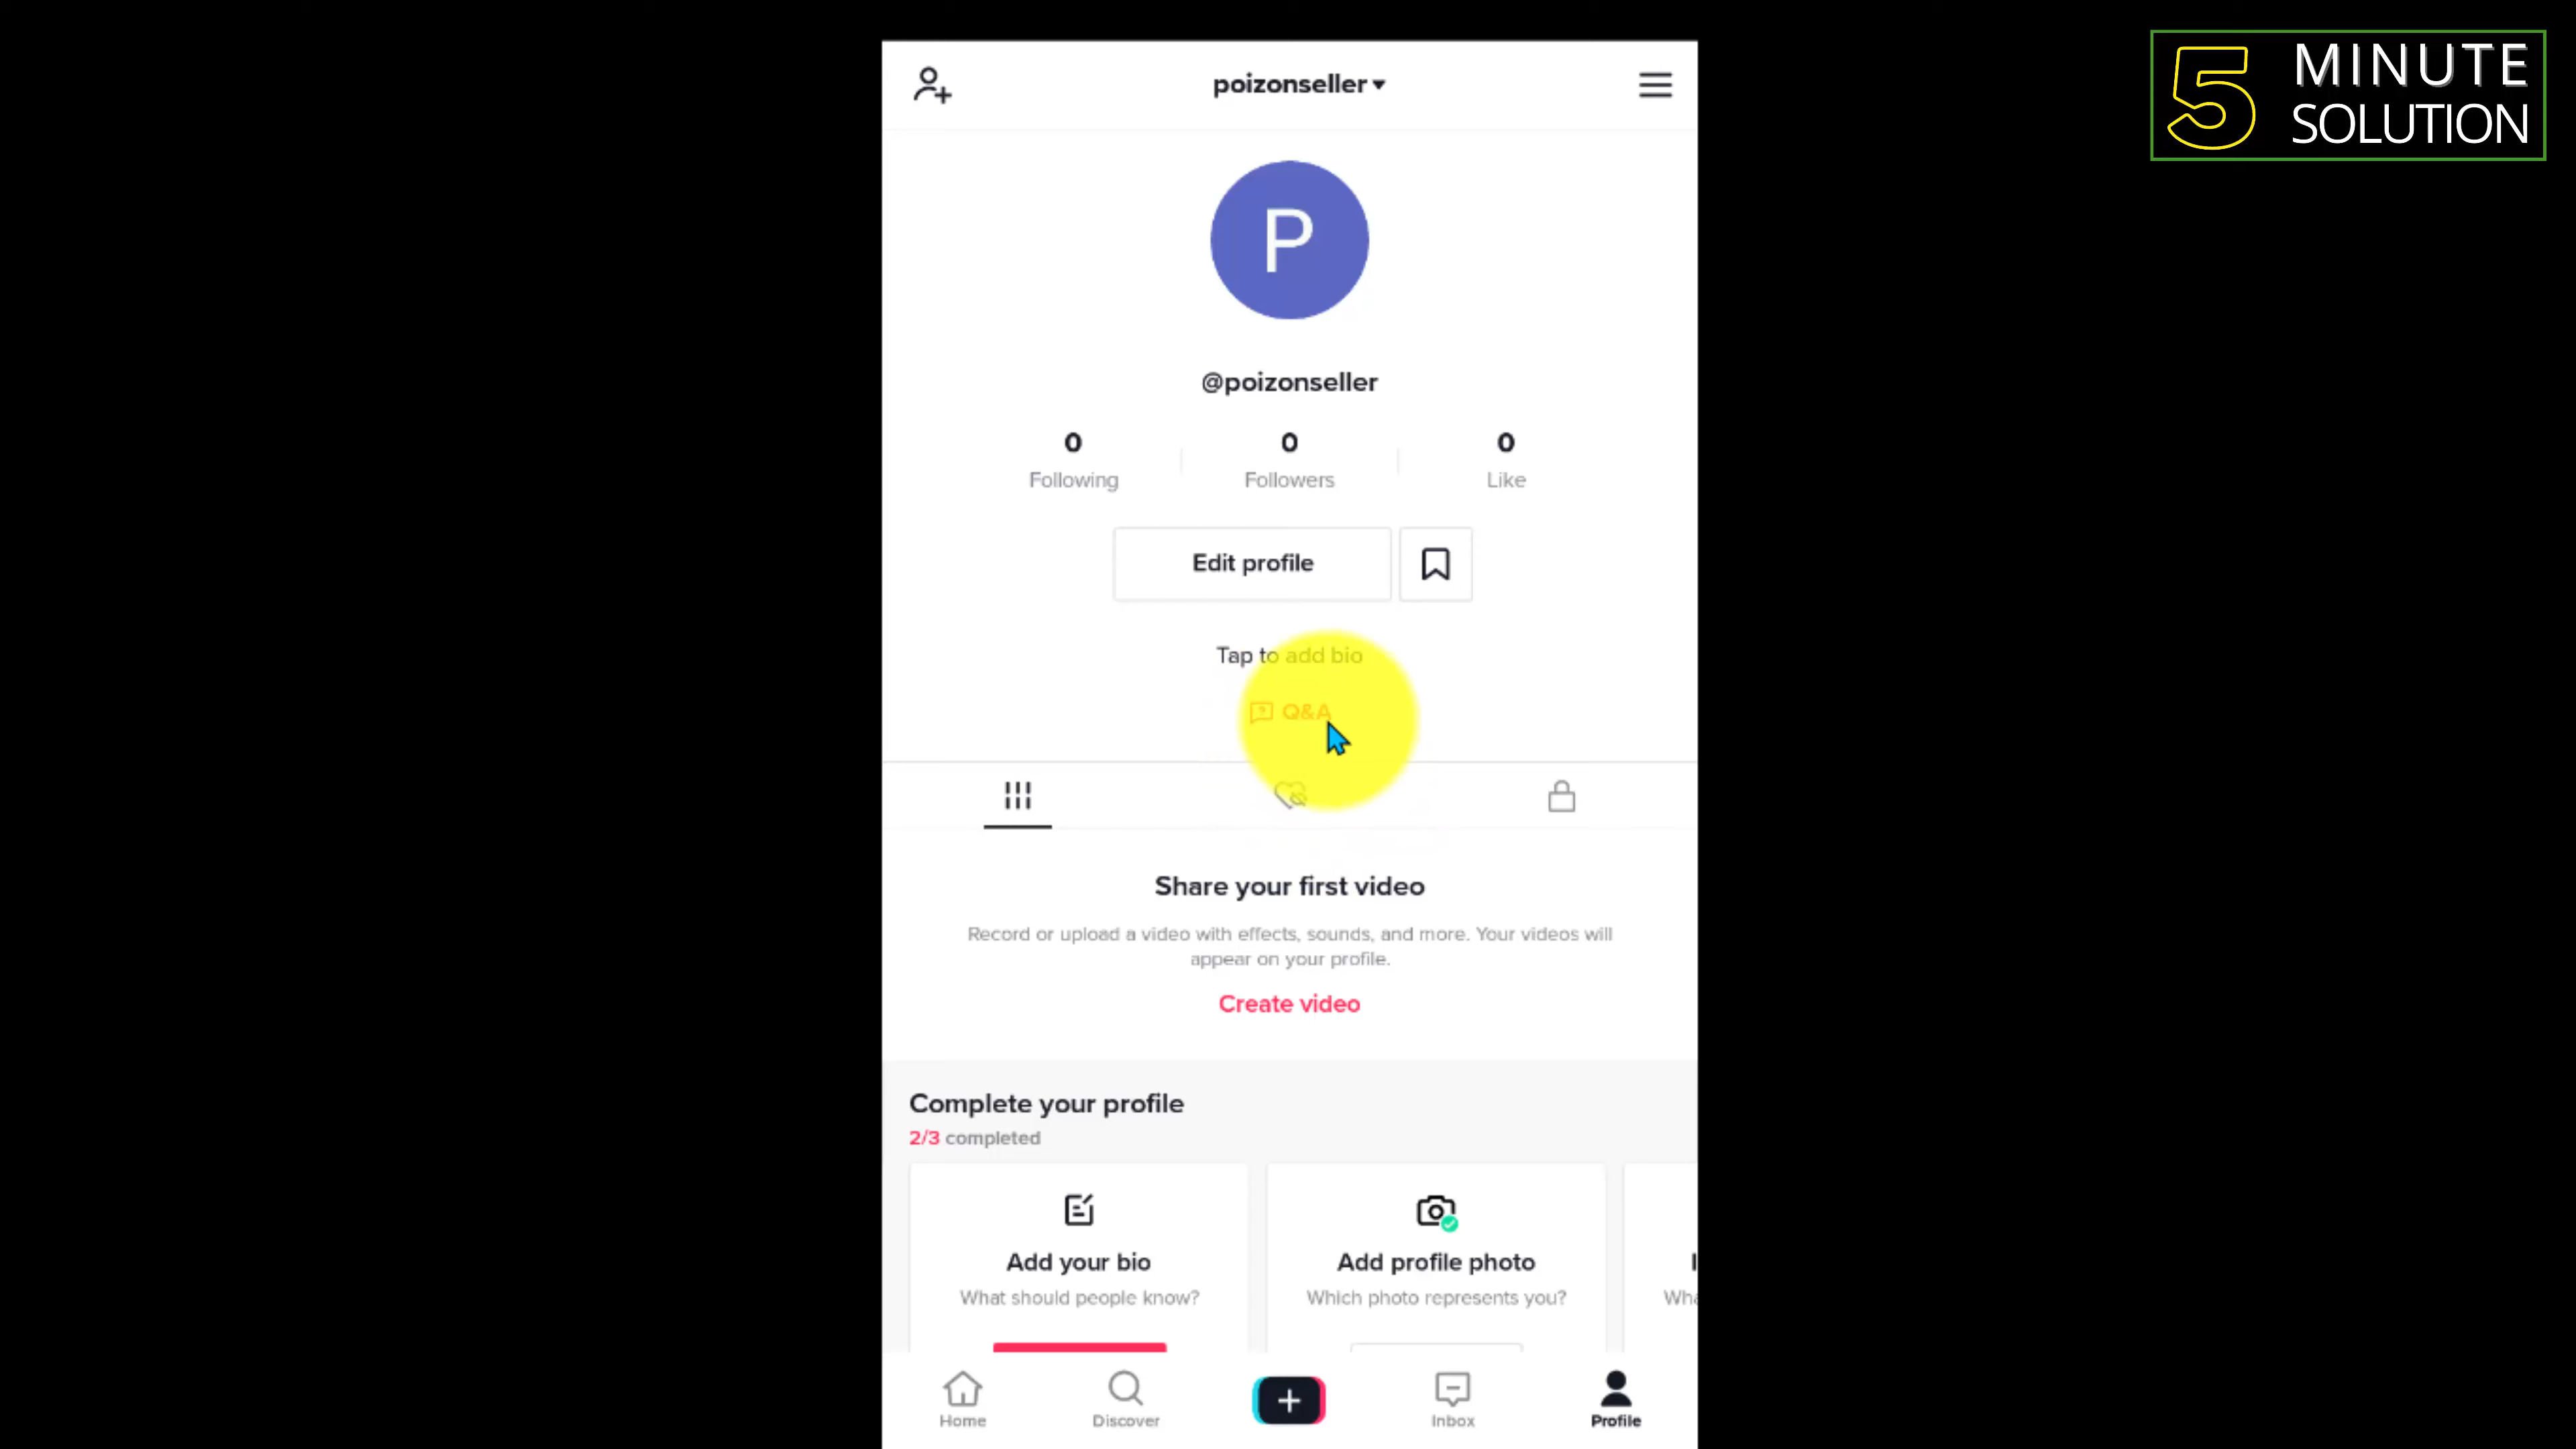 5 MINUTE
SOLUTION
poizonseller
P
@poizonseller
0 0 0
Following Followers Like
Edit profile
Tap to add bio
Q&A
Share your first video
Record or upload a video with effects, sounds, and more. Your videos will
appear on your profile.
Create video
Complete your profile
2/3 completed
Add your bio
What should people know?
Add profile photo
Which photo represents you?
Home Discover Inbox Profile